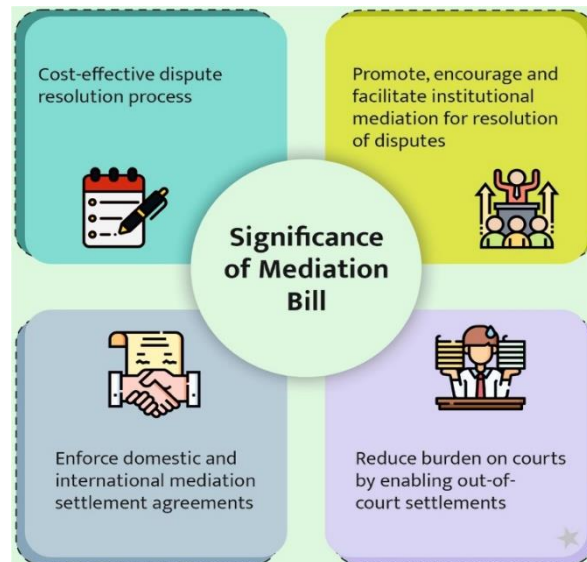 Cost-effective dispute
resolution process
Promote, encourage and
facilitate institutional
mediation for resolution
of disputes
Significance
of Mediation
Bill
Enforce domestic and
international mediation
settlement agreements
Reduce burden on courts
by enabling out-of-
court settlements